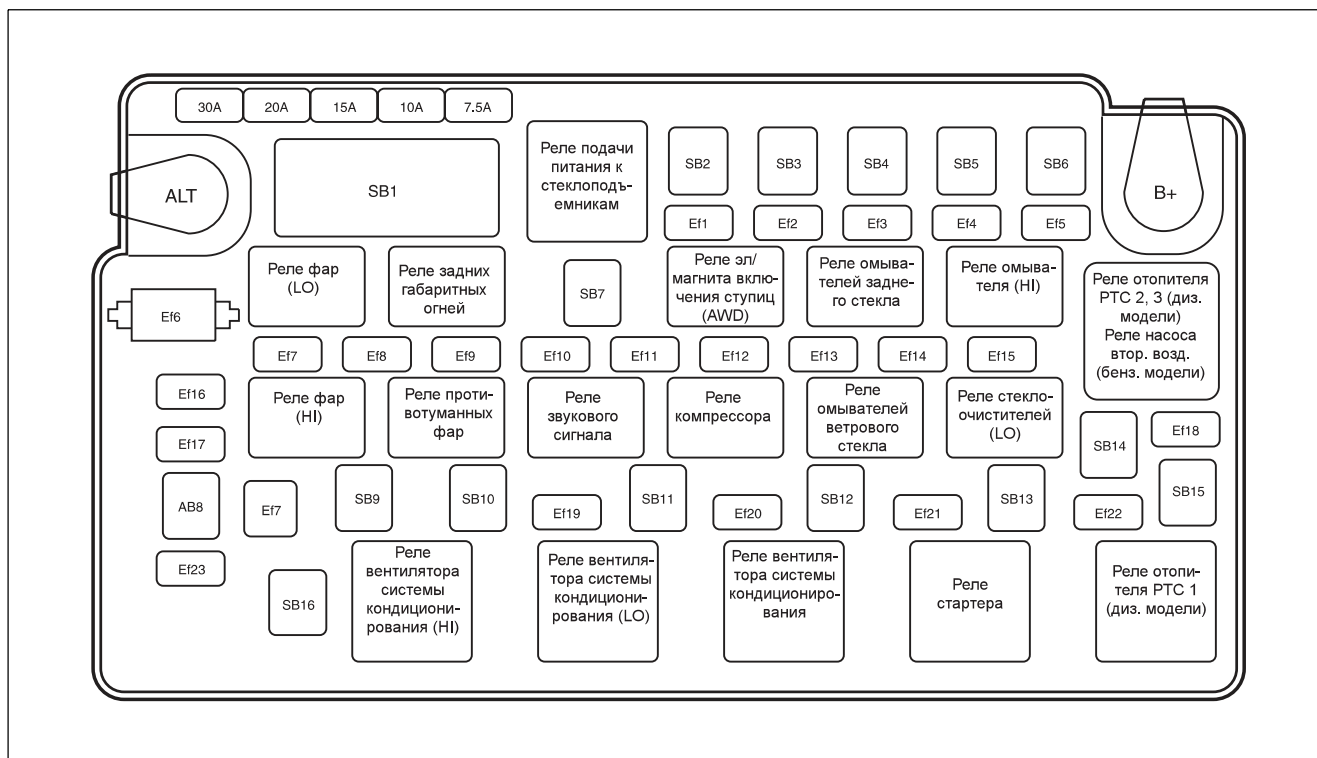 30A
20A
15A
10A
7.5A
ALT
SB1
Реле подачи
питания к
стеклоподъ-
емникам
SB2
SB3
SB4
SB5
SB6
B+
Ef1
Ef2
Ef3
Ef4
Ef5
Ef6
Реле фар
(LO)
Реле задних
габаритных
огней
SB7
Реле эл/
магнита вклю-
чения ступиц
(AWD)
Реле омыва-
телей задне-
го стекла
Реле омыва-
теля (HI)
Реле отопителя
PTC 2, 3 (диз.
модели)
Реле насоса
втор. возд.
(бенз. модели)
Ef7
Ef8
Ef9
Ef10
Ef11
Ef12
Ef13
Ef14
Ef15
Ef16
Ef17
Реле фар
(HI)
Реле проти-
вотуманных
фар
Реле
звукового
сигнала
Реле
компрессора
Реле
омывателей
ветрового
стекла
Реле стекло-
очистителей
(LO)
SB14
Ef18
AB8
Ef7
SB9
SB10
Ef19
SB11
Ef20
SB12
Ef21
SB13
Ef22
SB15
Ef23
SB16
Реле
вентилятора
системы
кондициони-
рования (HI)
Реле вентиля-
тора системы
кондициони-
рования (LO)
Реле вентиля-
тора системы
кондициониро-
вания
Реле
стартера
Реле отопи-
теля PTC 1
(диз. модели)